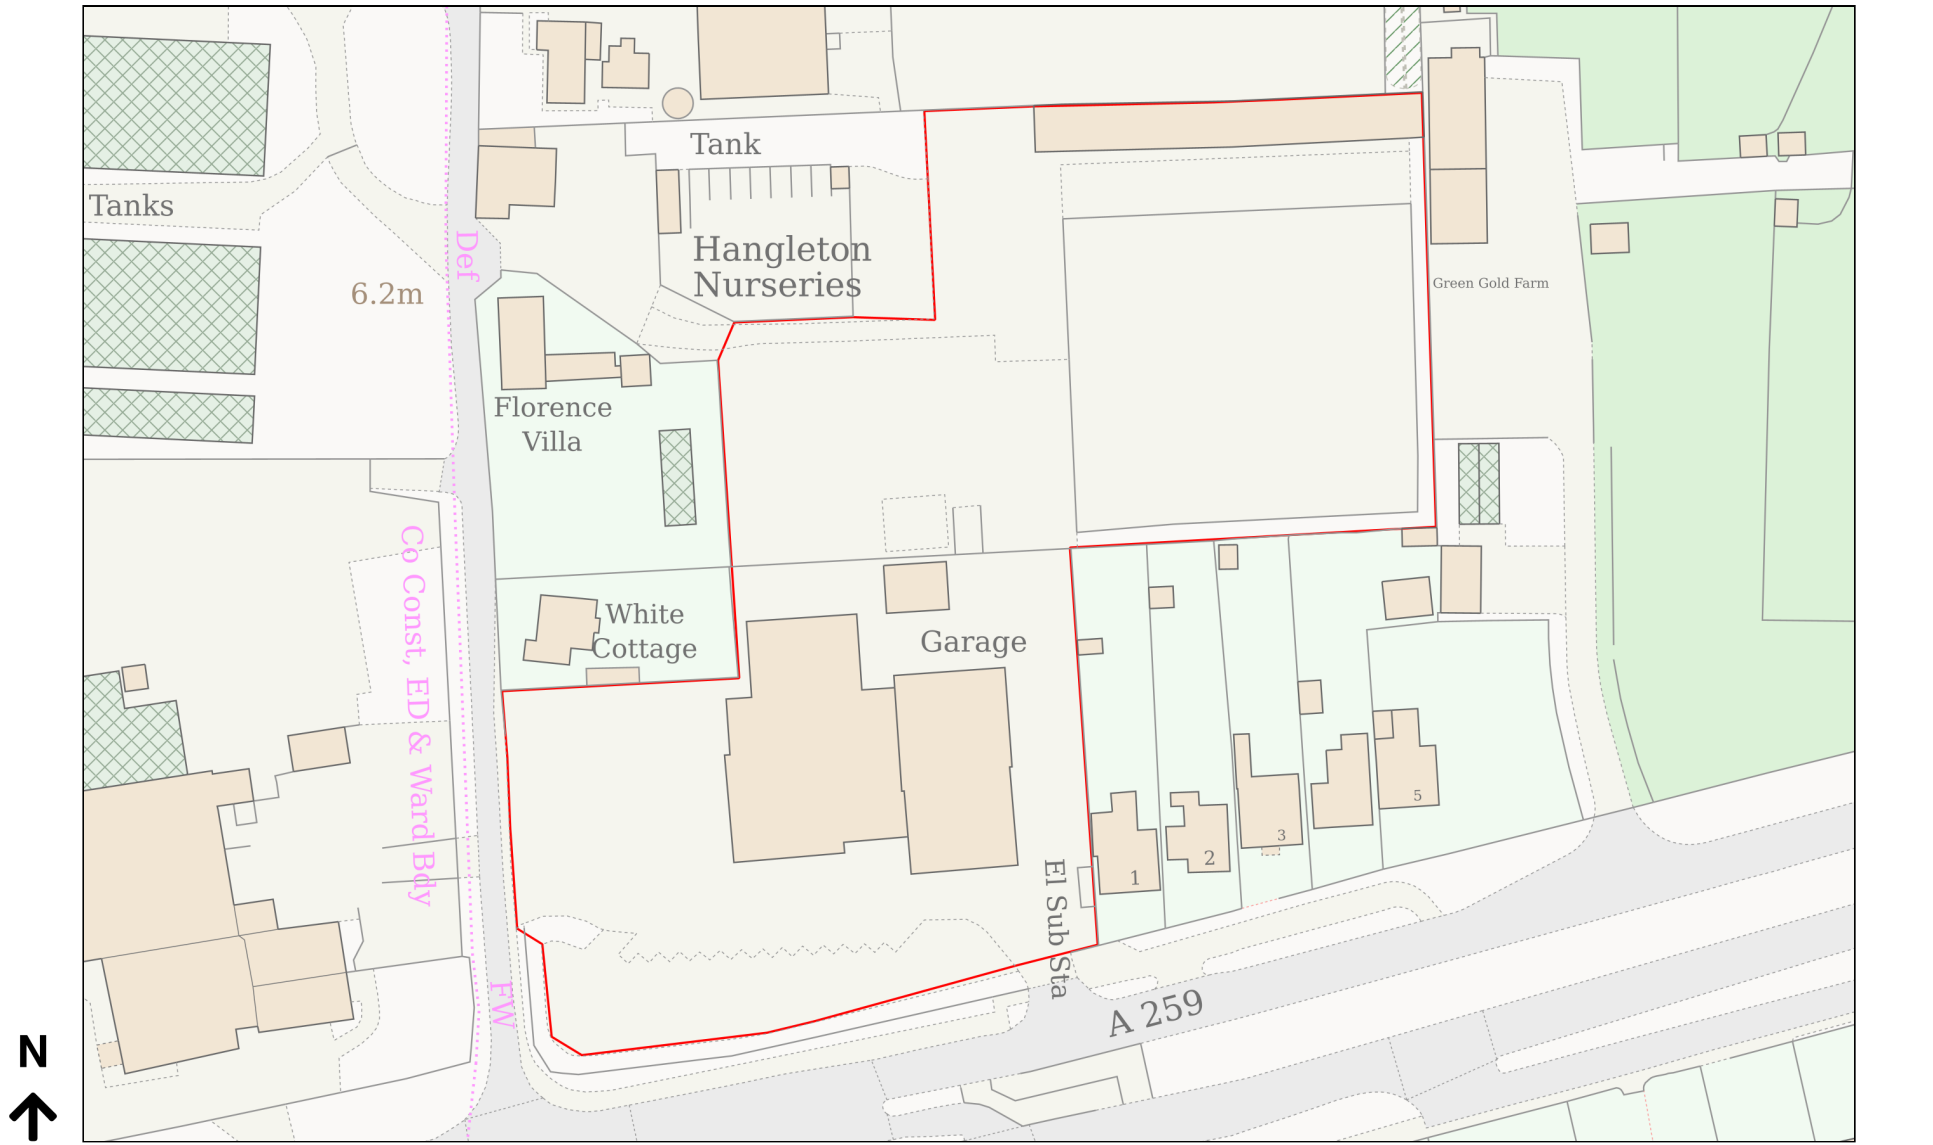 Tank
Tanks
Def
Hangleton
Nurseries
6.2m
Green Gold Farm
Florence
Villa
Co Const, ED & Ward Bdy
White
Cottage
Garage
5
3
2
1
El Sub Sta
FW
A 259
N